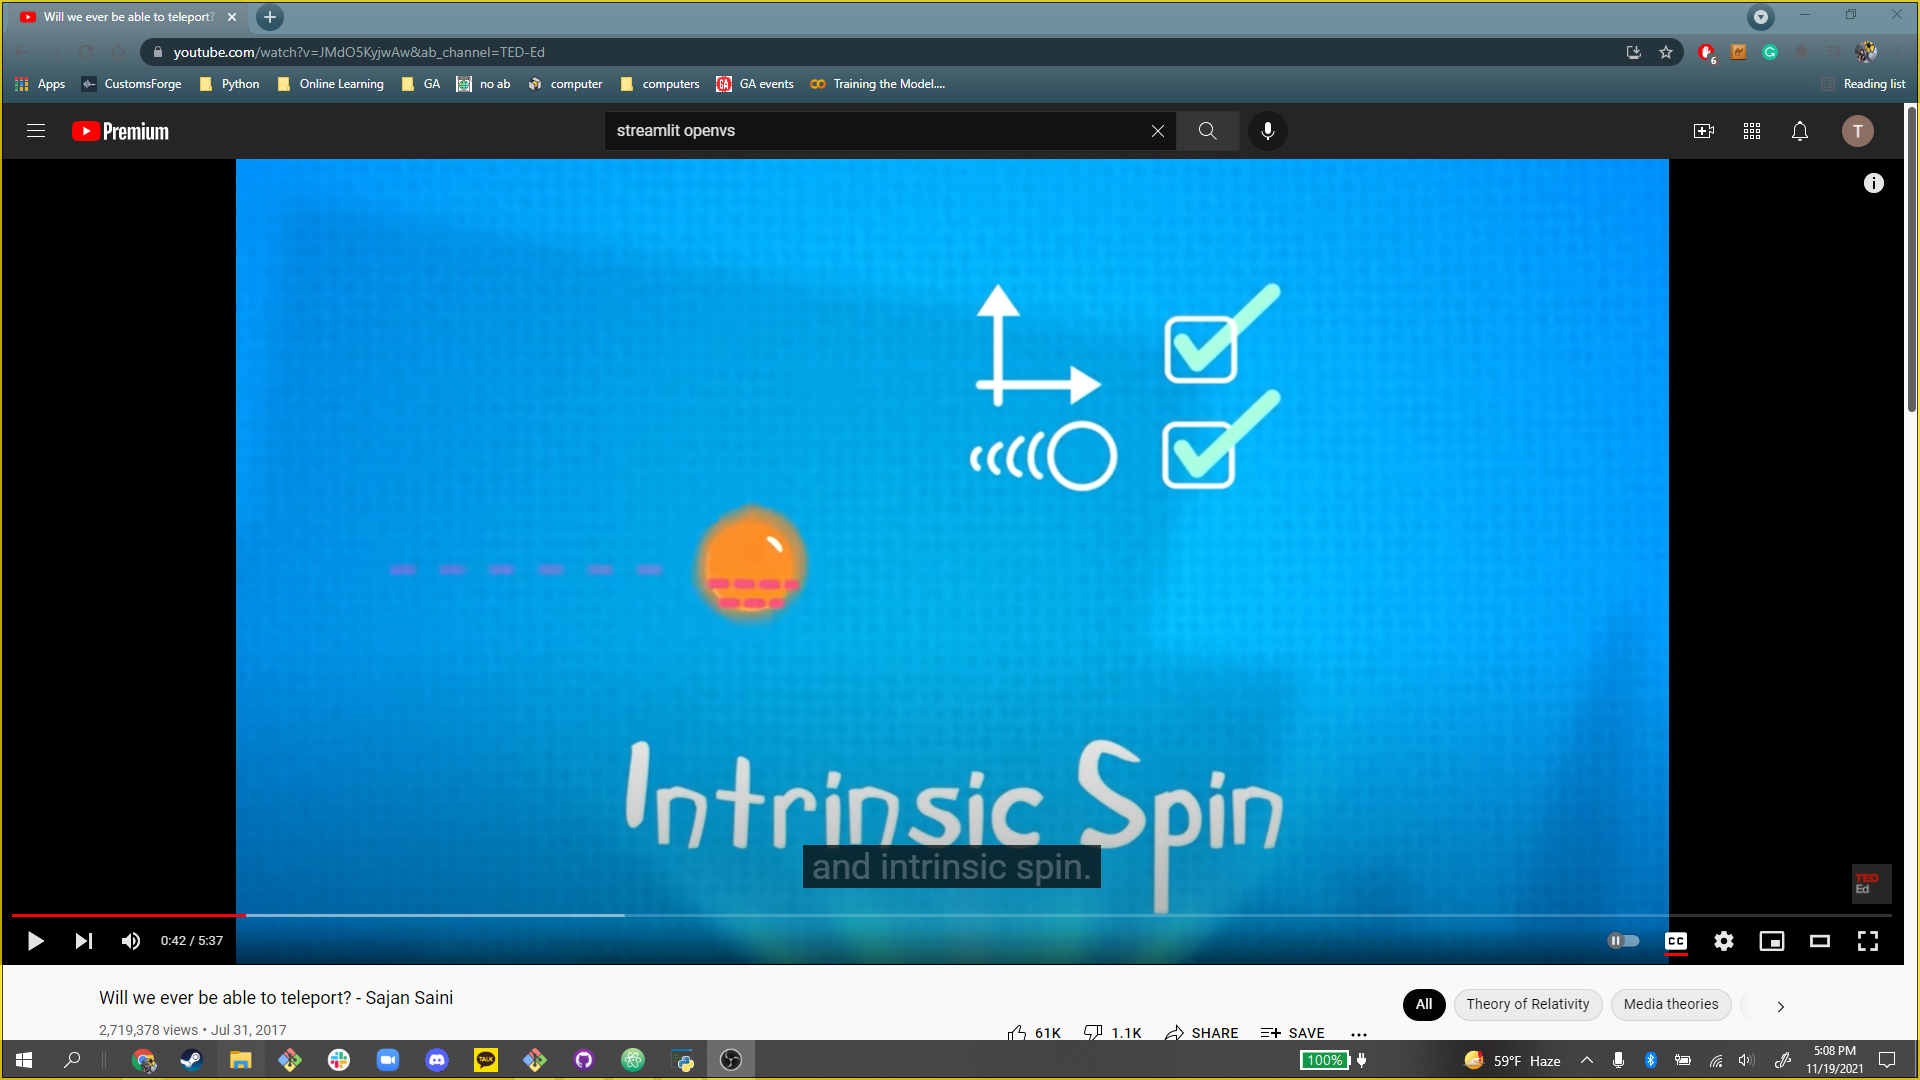 Will we ever be able to teleport?
youtube.com/watch?v=JMdO5KyjwAw&ab_channel=TED-Ed
6
Apps CustomsForge Python Online Learning GA no ab computer computers GA events Training the Model.... Reading list
Premium
streamlit openvs
T
Intrinsic Spin
and intrinsic spin.
TED
Ed
0:42 / 5:37
CC
Will we ever be able to teleport? - Sajan Saini
All Theory of Relativity Media theories
2,719,378 views • Jul 31, 2017
61K 1.1K SHARE SAVE
TALK
100% 59°F Haze
5:08 PM
11/19/2021